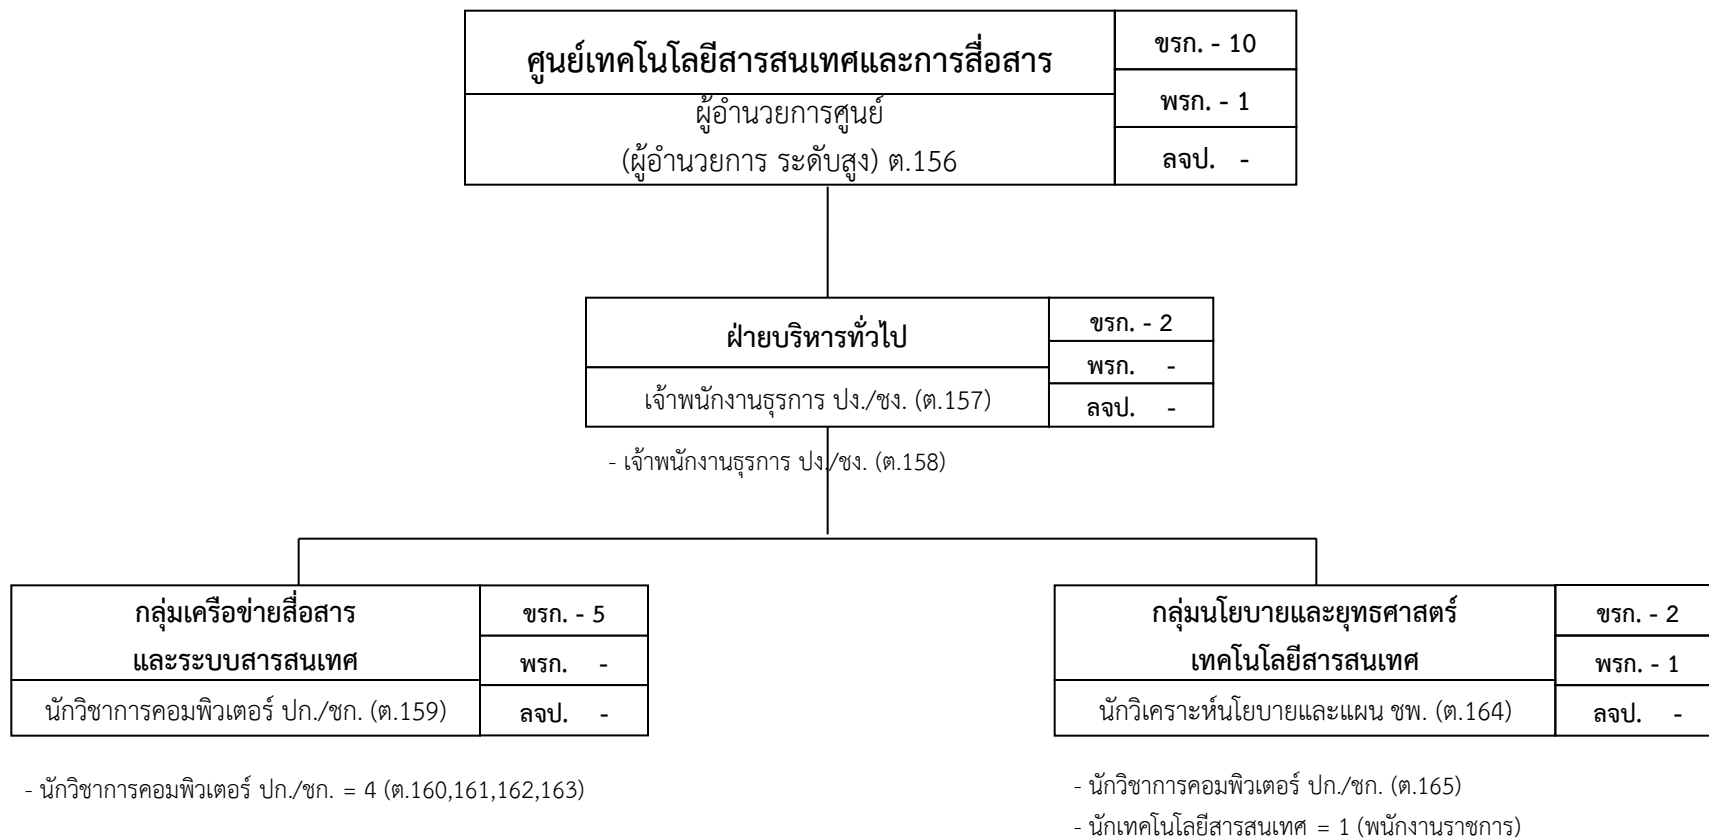 ศูนย์เทคโนโลยีสารสนเทศและการสื่อสาร
ผู้อำนวยการศูนย์
(ผู้อำนวยการ ระดับสูง) ต.156
ขรก. - 10
พรก. - 1
ลจป. -
ฝ่ายบริหารทั่วไป
เจ้าพนักงานธุรการ ปง./ชง. (ต.157)
ขรก. - 2
พรก. -
ลจป. -
- เจ้าพนักงานธุรการ ปง./ชง. (ต.158)
กลุ่มเครือข่ายสื่อสาร
และระบบสารสนเทศ
นักวิชาการคอมพิวเตอร์ ปก./ชก. (ต.159)
ขรก. - 5
พรก. -
ลจป. -
- นักวิชาการคอมพิวเตอร์ ปก./ชก. = 4 (ต.160,161,162,163)
กลุ่มนโยบายและยุทธศาสตร์
เทคโนโลยีสารสนเทศ
นักวิเคราะห์นโยบายและแผน ชพ. (ต.164)
ขรก. - 2
พรก. - 1
ลจป. -
- นักวิชาการคอมพิวเตอร์ ปก./ชก. (ต.165)
- นักเทคโนโลยีสารสนเทศ = 1 (พนักงานราชการ)